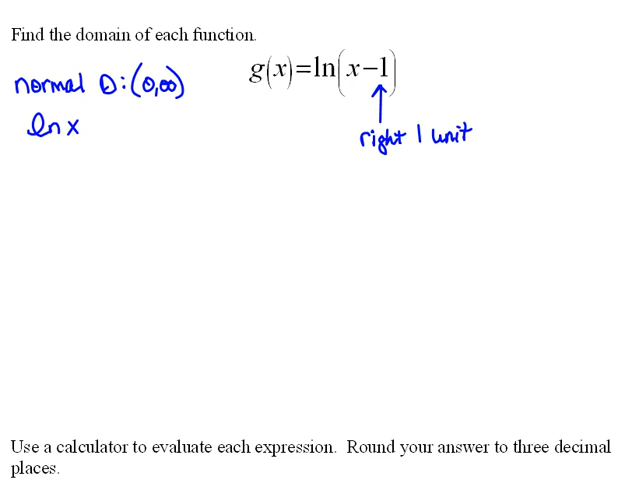 Find the domain of each function.
normal D:(0,∞) g(x)=ln(x−1)
ln x
right 1 unit
Use a calculator to evaluate each expression. Round your answer to three decimal
places.